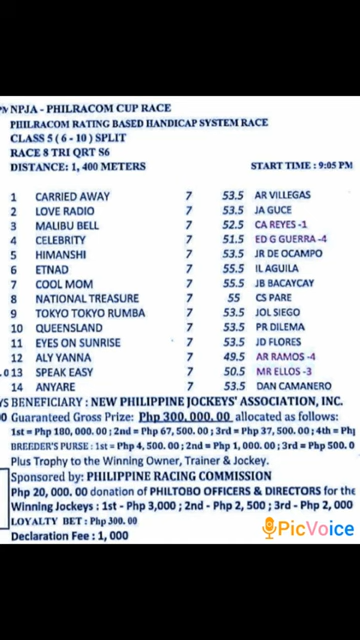 PM NPJA - PHILRACOM CUP RACE
PHILRACOM RATING BASED HANDICAP SYSTEM RACE
CLASS 5 ( 6 - 10 ) SPLIT
RACE 8 TRI QRT S6
DISTANCE: 1, 400 METERS START TIME : 9:05 PM
1 CARRIED AWAY 7 53.5 AR VILLEGAS
2 LOVE RADIO 7 53.5 JA GUCE
3 MALIBU BELL 7 52.5 CA REYES -1
4 CELEBRITY 7 51.5 ED G GUERRA -4
5 HIMANSHI 7 53.5 JR DE OCAMPO
6 ETNAD 7 55.5 IL AGUILA
7 COOL MOM 7 55.5 JB BACAYCAY
8 NATIONAL TREASURE 7 55 CS PARE
9 TOKYO TOKYO RUMBA 7 53.5 JOL SIEGO
10 QUEENSLAND 7 53.5 PR DILEMA
11 EYES ON SUNRISE 7 53.5 JD FLORES
12 ALY YANNA 7 49.5 AR RAMOS -4
.0 13 SPEAK EASY 7 50.5 MR ELLOS -3
14 ANYARE 7 53.5 DAN CAMANERO
YS BENEFICIARY : NEW PHILIPPINE JOCKEYS' ASSOCIATION, INC.
00 Guaranteed Gross Prize: Php 300,000.00 allocated as follows:
1st = Php 180,000. 00 ; 2nd = Php 67,500. 00 ; 3rd = Php 37,500. 00 ; 4th = Php
BREEDER'S PURSE : 1st = Php 4, 500. 00 ; 2nd = Php 1, 000. 00 ; 3rd = Php 500. 0
Plus Trophy to the Winning Owner, Trainer & Jockey.
Sponsored by: PHILIPPINE RACING COMMISSION
Php 20,000. 00 donation of PHILTOBO OFFICERS & DIRECTORS for the
Winning Jockeys : 1st - Php 3,000 ; 2nd - Php 2, 500 ; 3rd - Php 2, 000
LOYALTY BET : Php 300. 00
Declaration Fee : 1, 000
PicVoice